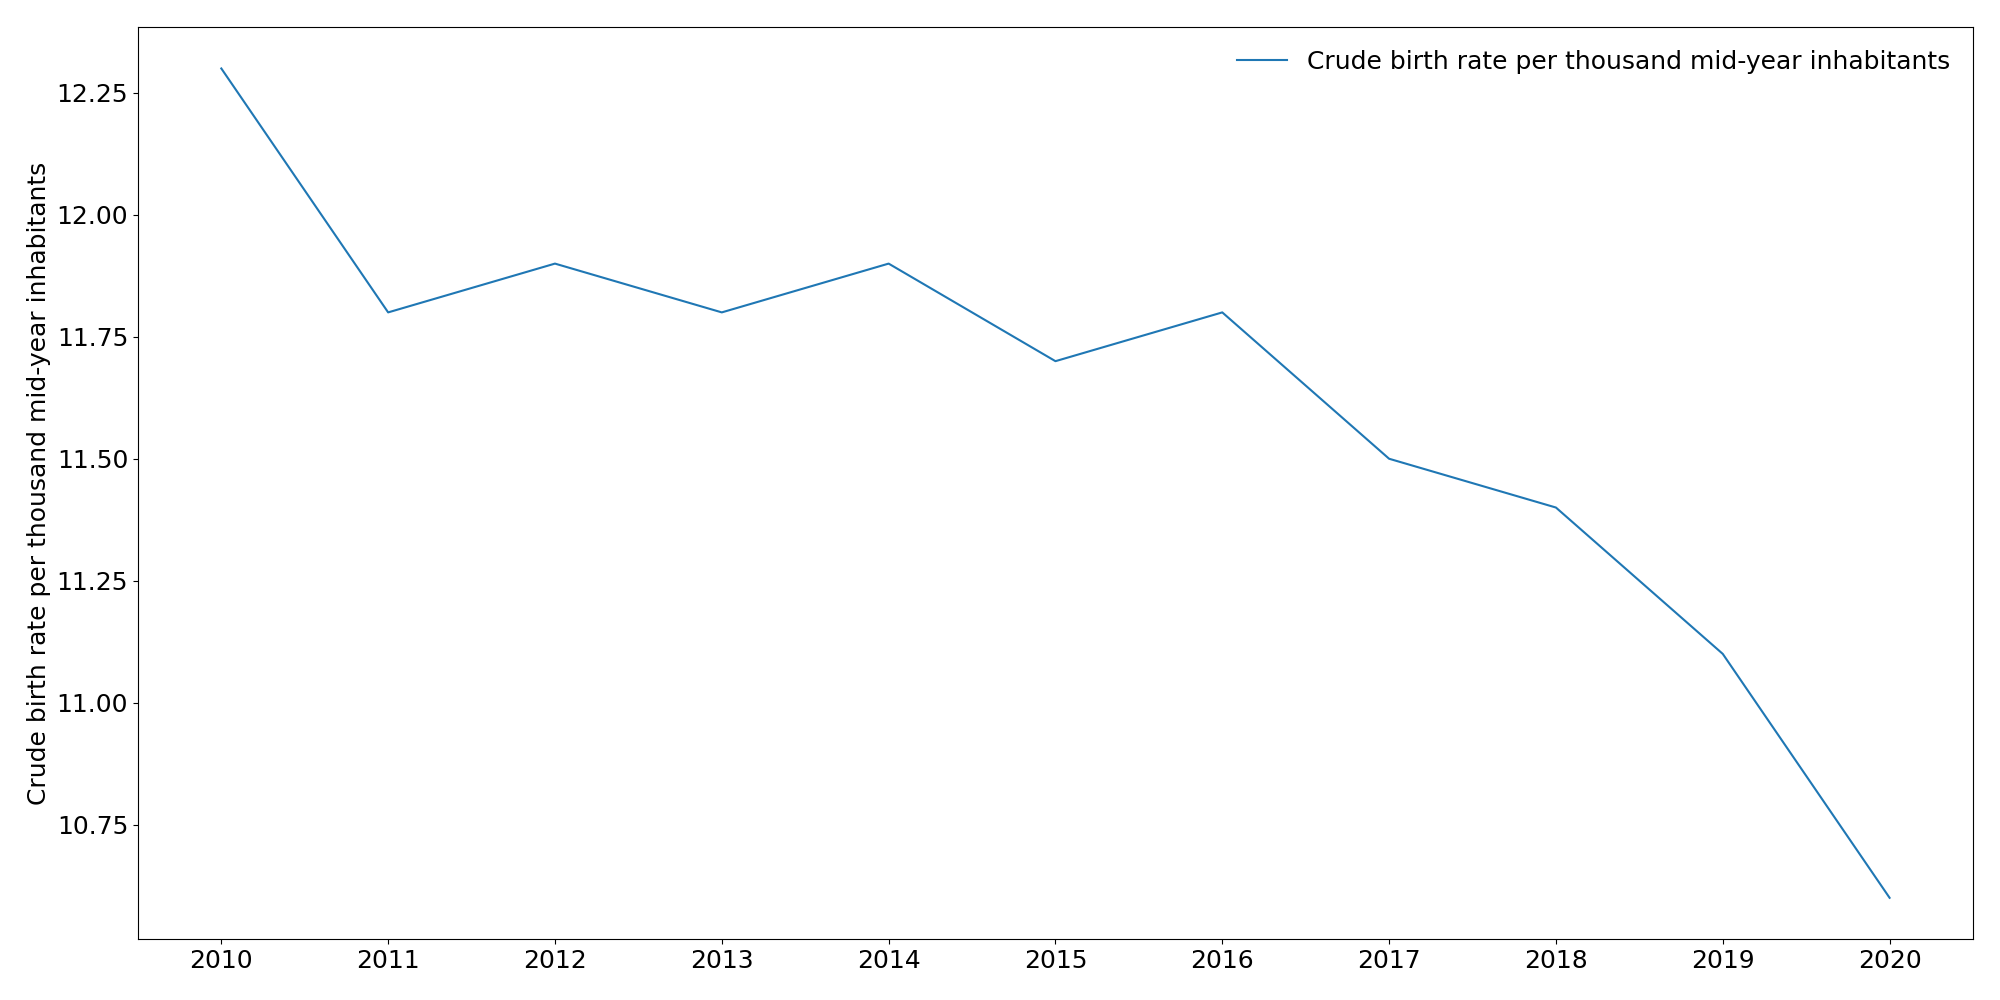 Crude birth rate per thousand mid-year inhabitants
Crude birth rate per thousand mid-year inhabitants
12.25
12.00
11.75
11.50
11.25
11.00
10.75
2010 2011 2012 2013 2014 2015 2016 2017 2018 2019 2020